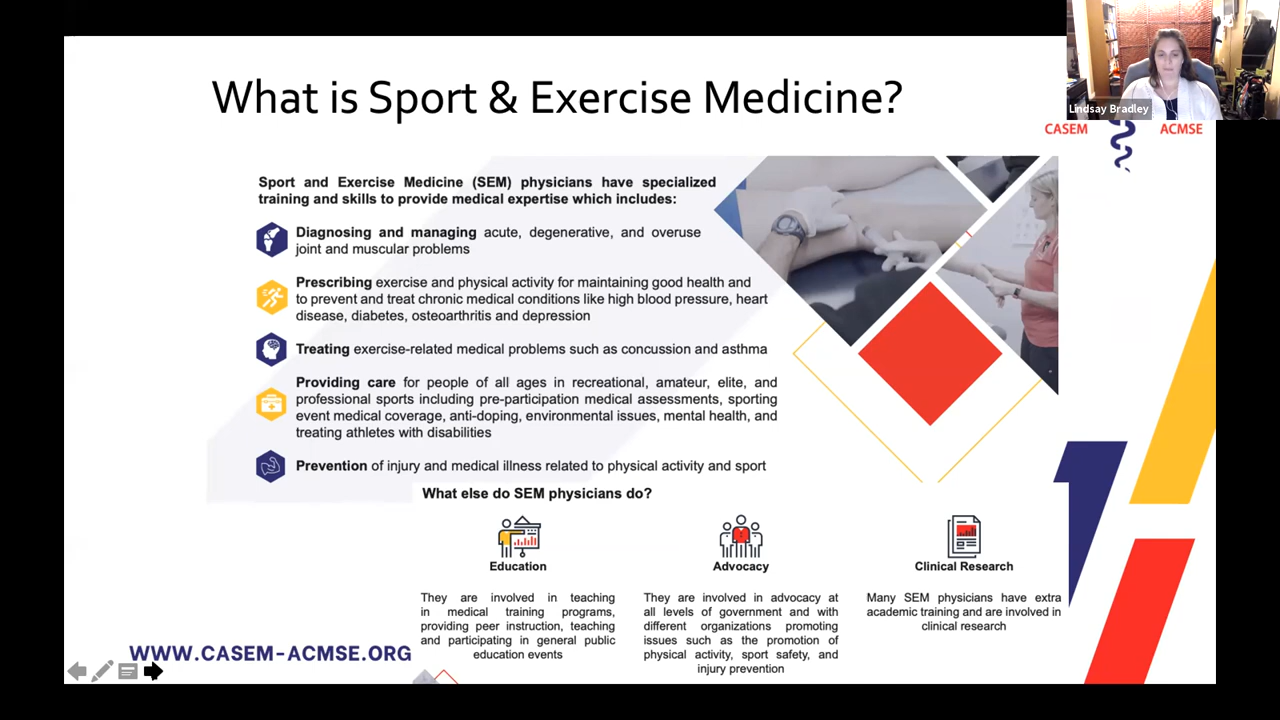 What is Sport & Exercise Medicine?
Lindsay Bradley
CASEM ACMSE
Sport and Exercise Medicine (SEM) physicians have specialized
training and skills to provide medical expertise which includes:
Diagnosing and managing acute, degenerative, and overuse
joint and muscular problems
Prescribing exercise and physical activity for maintaining good health and
to prevent and treat chronic medical conditions like high blood pressure, heart
disease, diabetes, osteoarthritis and depression
Treating exercise-related medical problems such as concussion and asthma
Providing care for people of all ages in recreational, amateur, elite, and
professional sports including pre-participation medical assessments, sporting
event medical coverage, anti-doping, environmental issues, mental health, and
treating athletes with disabilities
Prevention of injury and medical illness related to physical activity and sport
What else do SEM physicians do?
Education
They are involved in teaching
in medical training programs,
providing peer instruction, teaching
and participating in general public
education events
Advocacy
They are involved in advocacy at
all levels of government and with
different organizations promoting
issues such as the promotion of
physical activity, sport safety, and
injury prevention
Clinical Research
Many SEM physicians have extra
academic training and are involved in
clinical research
WWW.CASEM-ACMSE.ORG